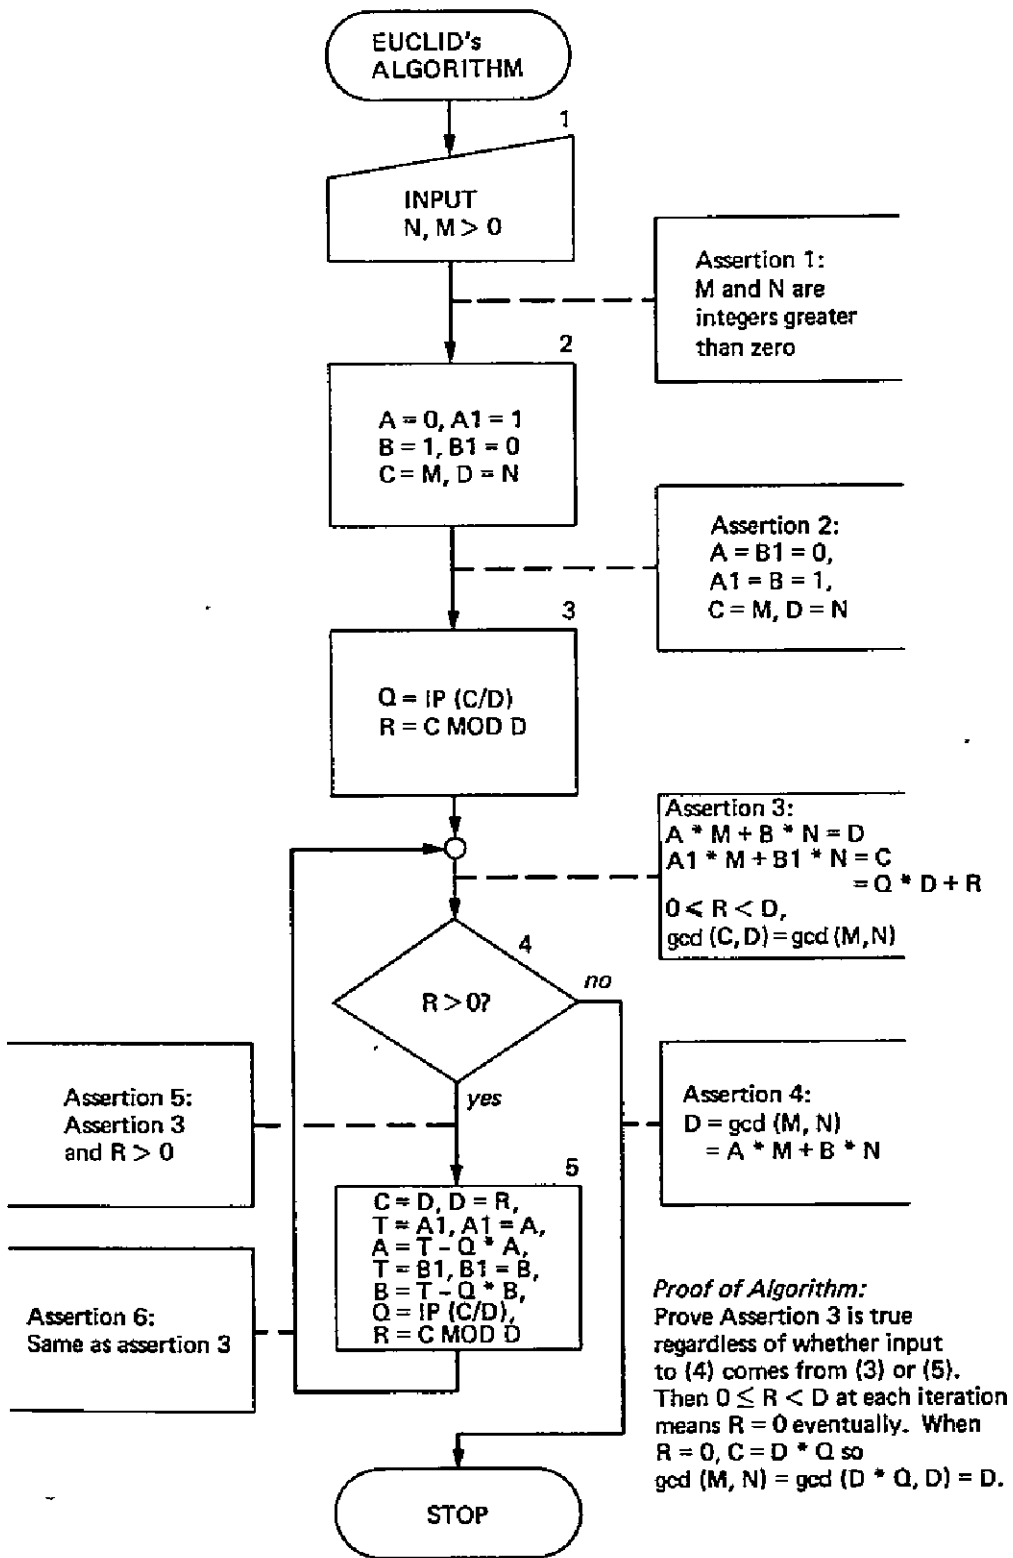 EUCLID's
ALGORITHM
1
INPUT
N, M > 0
Assertion 1:
M and N are
integers greater
than zero
2
A = 0, A1 = 1
B = 1, B1 = 0
C = M, D = N
Assertion 2:
A = B1 = 0,
A1 = B = 1,
C = M, D = N
3
Q = IP (C/D)
R = C MOD D
Assertion 3:
A * M + B * N = D
A1 * M + B1 * N = C
= Q * D + R
0 ≤ R < D,
gcd (C, D) = gcd (M, N)
4
R > 0?
no
yes
Assertion 5:
Assertion 3
and R > 0
Assertion 4:
D = gcd (M, N)
= A * M + B * N
5
C = D, D = R,
T = A1, A1 = A,
A = T - Q * A,
T = B1, B1 = B,
B = T - Q * B,
Q = IP (C/D),
R = C MOD D
Assertion 6:
Same as assertion 3
Proof of Algorithm:
Prove Assertion 3 is true
regardless of whether input
to (4) comes from (3) or (5).
Then 0 ≤ R < D at each iteration
means R = 0 eventually. When
R = 0, C = D * Q so
gcd (M, N) = gcd (D * Q, D) = D.
STOP